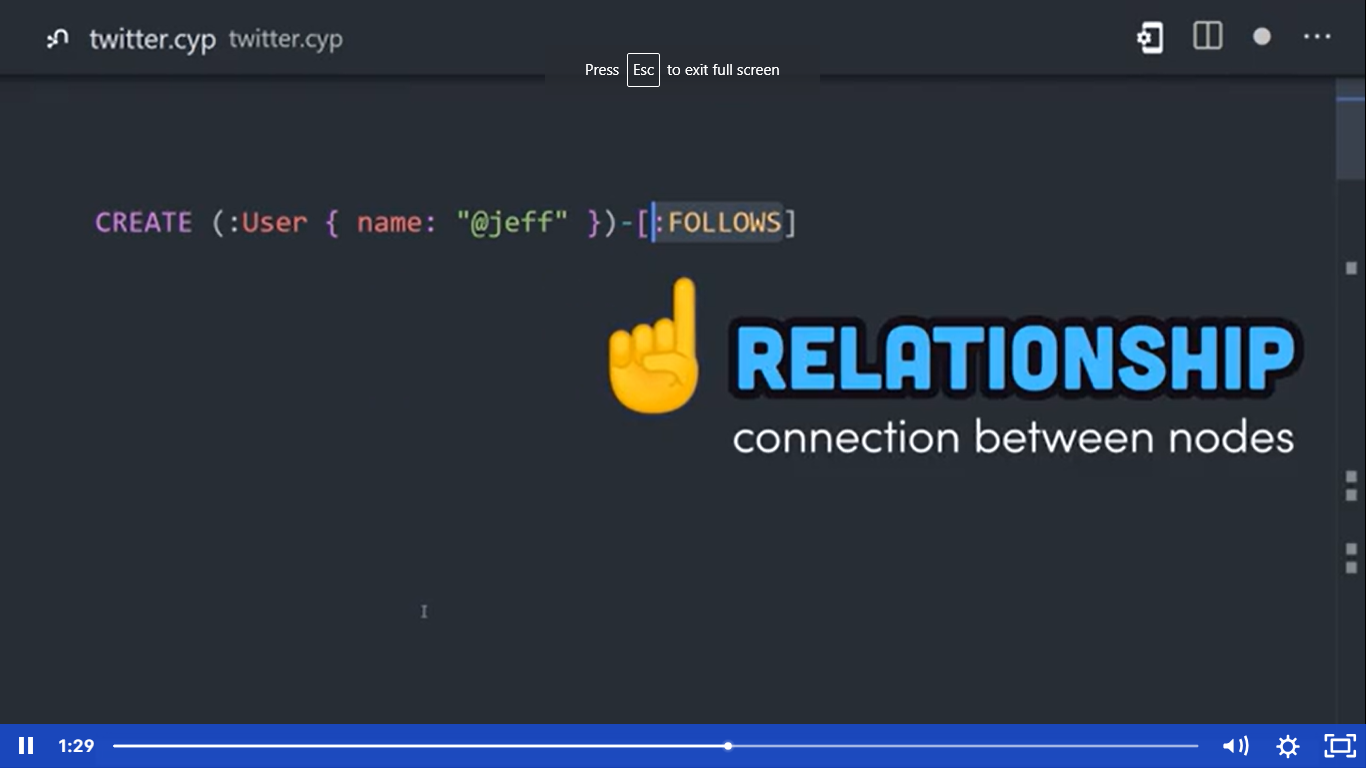 twitter.cyp twitter.cyp
Press Esc to exit full screen
CREATE (:User { name: "@jeff" })-[:FOLLOWS]
RELATIONSHIP
connection between nodes
1:29